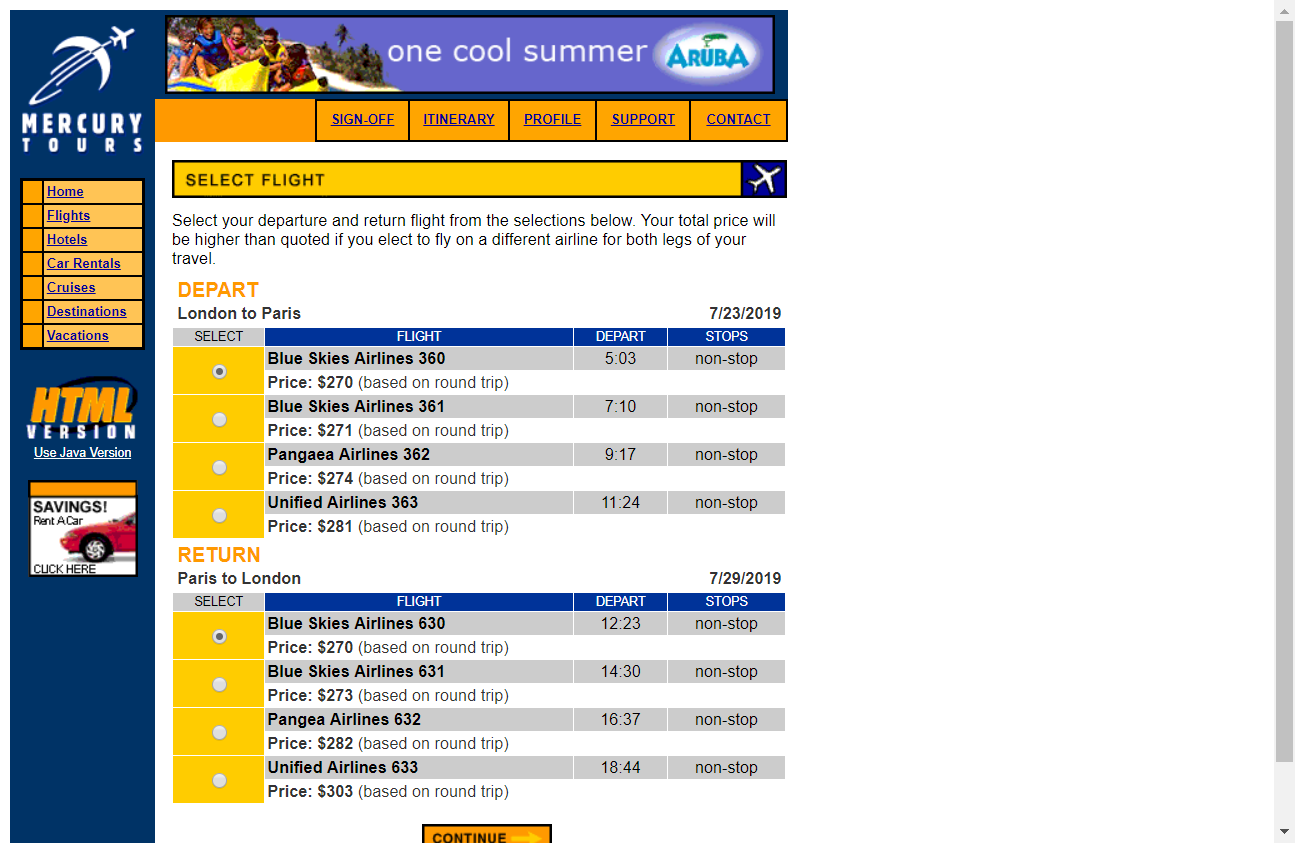 one cool summer
ARUBA
MERCURY
TOURS
SIGN-OFF ITINERARY PROFILE SUPPORT CONTACT
Home
Flights
Hotels
Car Rentals
Cruises
Destinations
Vacations
HTML
VERSION
Use Java Version
SAVINGS!
Rent A Car
CLICK HERE
SELECT FLIGHT
Select your departure and return flight from the selections below. Your total price will
be higher than quoted if you elect to fly on a different airline for both legs of your
travel.
DEPART
London to Paris 7/23/2019
SELECT FLIGHT DEPART STOPS
Blue Skies Airlines 360 5:03 non-stop
Price: $270 (based on round trip)
Blue Skies Airlines 361 7:10 non-stop
Price: $271 (based on round trip)
Pangaea Airlines 362 9:17 non-stop
Price: $274 (based on round trip)
Unified Airlines 363 11:24 non-stop
Price: $281 (based on round trip)
RETURN
Paris to London 7/29/2019
SELECT FLIGHT DEPART STOPS
Blue Skies Airlines 630 12:23 non-stop
Price: $270 (based on round trip)
Blue Skies Airlines 631 14:30 non-stop
Price: $273 (based on round trip)
Pangea Airlines 632 16:37 non-stop
Price: $282 (based on round trip)
Unified Airlines 633 18:44 non-stop
Price: $303 (based on round trip)
CONTINUE